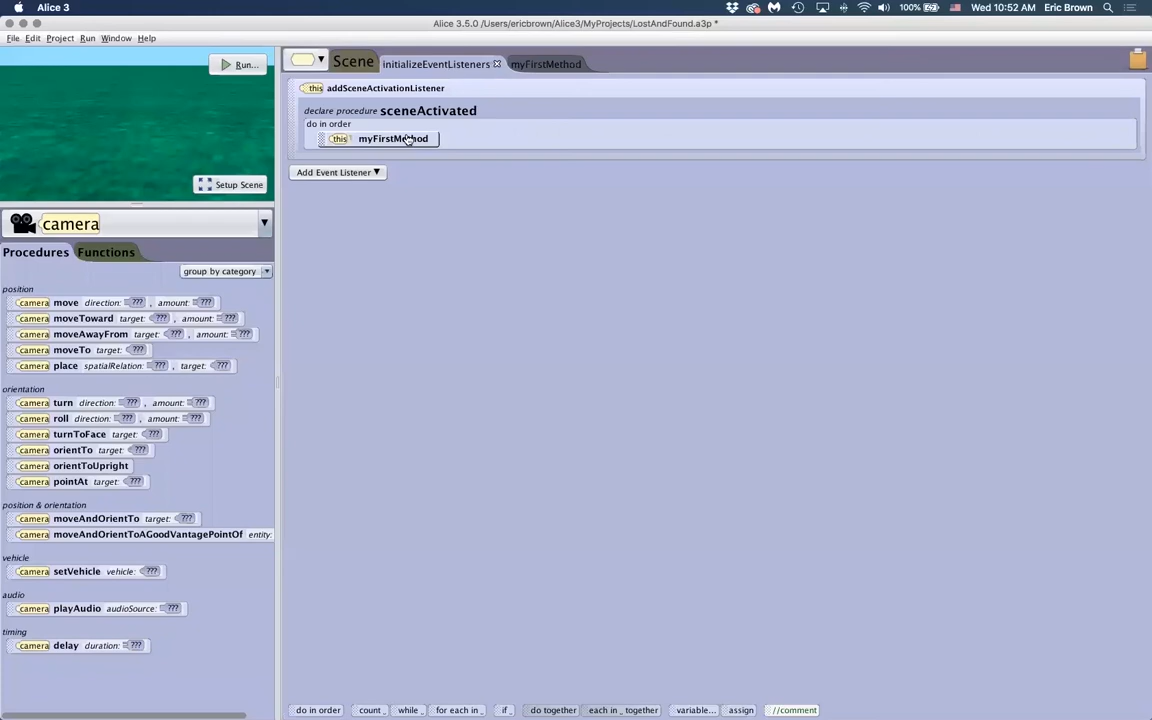 Alice 3
100%
Wed 10:52 AM
Eric Brown
Alice 3.5.0 */Users/ericbrown/Alice3/MyProjects/LostAndFound.a3p *
File Edit Project Run Window Help
Run...
Scene
initializeEventListeners
myFirstMethod
this addSceneActivationListener
declare procedure sceneActivated
do in order
this myFirstMethod
Add Event Listener
Setup Scene
camera
Procedures
Functions
group by category
position
camera move direction: ??? , amount: ???
camera moveToward target: ??? , amount: ???
camera moveAwayFrom target: ??? , amount: ???
camera moveTo target: ???
camera place spatialRelation: ??? , target: ???
orientation
camera turn direction: ??? , amount: ???
camera roll direction: ??? , amount: ???
camera turnToFace target: ???
camera orientTo target: ???
camera orientToUpright
camera pointAt target: ???
position & orientation
camera moveAndOrientTo target: ???
camera moveAndOrientToAGoodVantagePointOf entity:
vehicle
camera setVehicle vehicle: ???
audio
camera playAudio audioSource: ???
timing
camera delay duration: ???
do in order
count _
while _
for each in _
if _
do together
each in _ together
variable...
assign
//comment